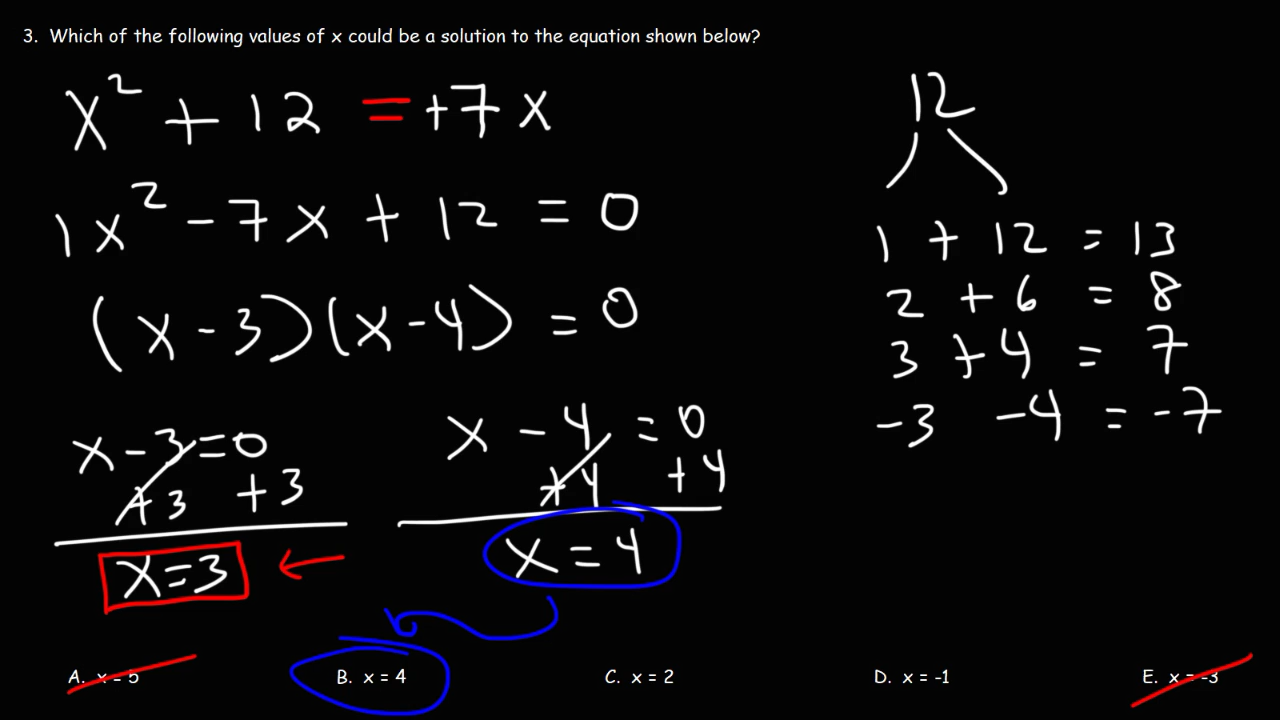 3. Which of the following values of x could be a solution to the equation shown below?
x² + 12 = +7x
1x² - 7x + 12 = 0
(x - 3)(x - 4) = 0
x - 3 = 0
+3 +3
x = 3
x - 4 = 0
+4 +4
x = 4
12
1 + 12 = 13
2 + 6 = 8
3 + 4 = 7
-3 -4 = -7
A. x = 5
B. x = 4
C. x = 2
D. x = -1
E. x = -3